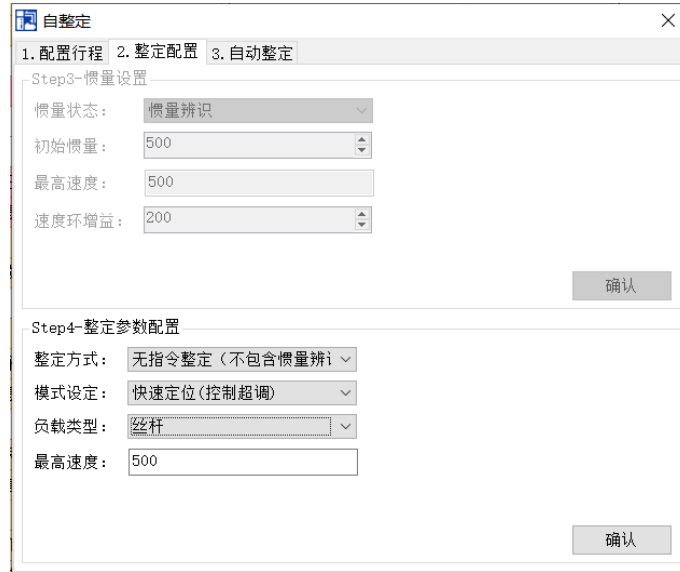 自整定
1.配置行程 2.整定配置 3.自动整定
Step3-惯量设置
惯量状态： 惯量辨识
初始惯量： 500
最高速度： 500
速度环增益： 200
确认
Step4-整定参数配置
整定方式： 无指令整定（不包含惯量辨
模式设定： 快速定位(控制超调)
负载类型： 丝杆
最高速度： 500
确认